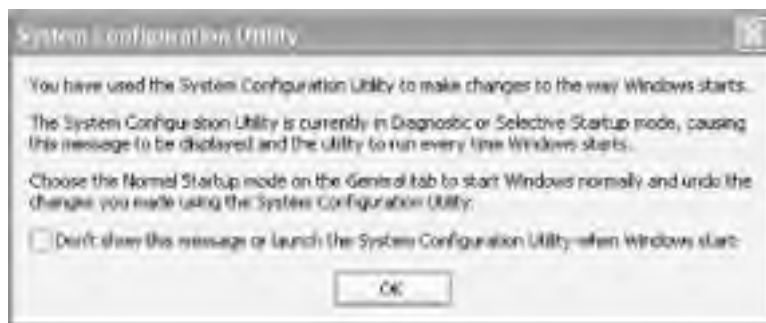 System Configuration Utility
You have used the System Configuration Utility to make changes to the way Windows starts.
The System Configuration Utility is currently in Diagnostic or Selective Startup mode, causing
this message to be displayed and the utility to run every time Windows starts.
Choose the Normal Startup mode on the General tab to start Windows normally and undo the
changes you made using the System Configuration Utility.
Don't show this message or launch the System Configuration Utility when Windows start:
OK